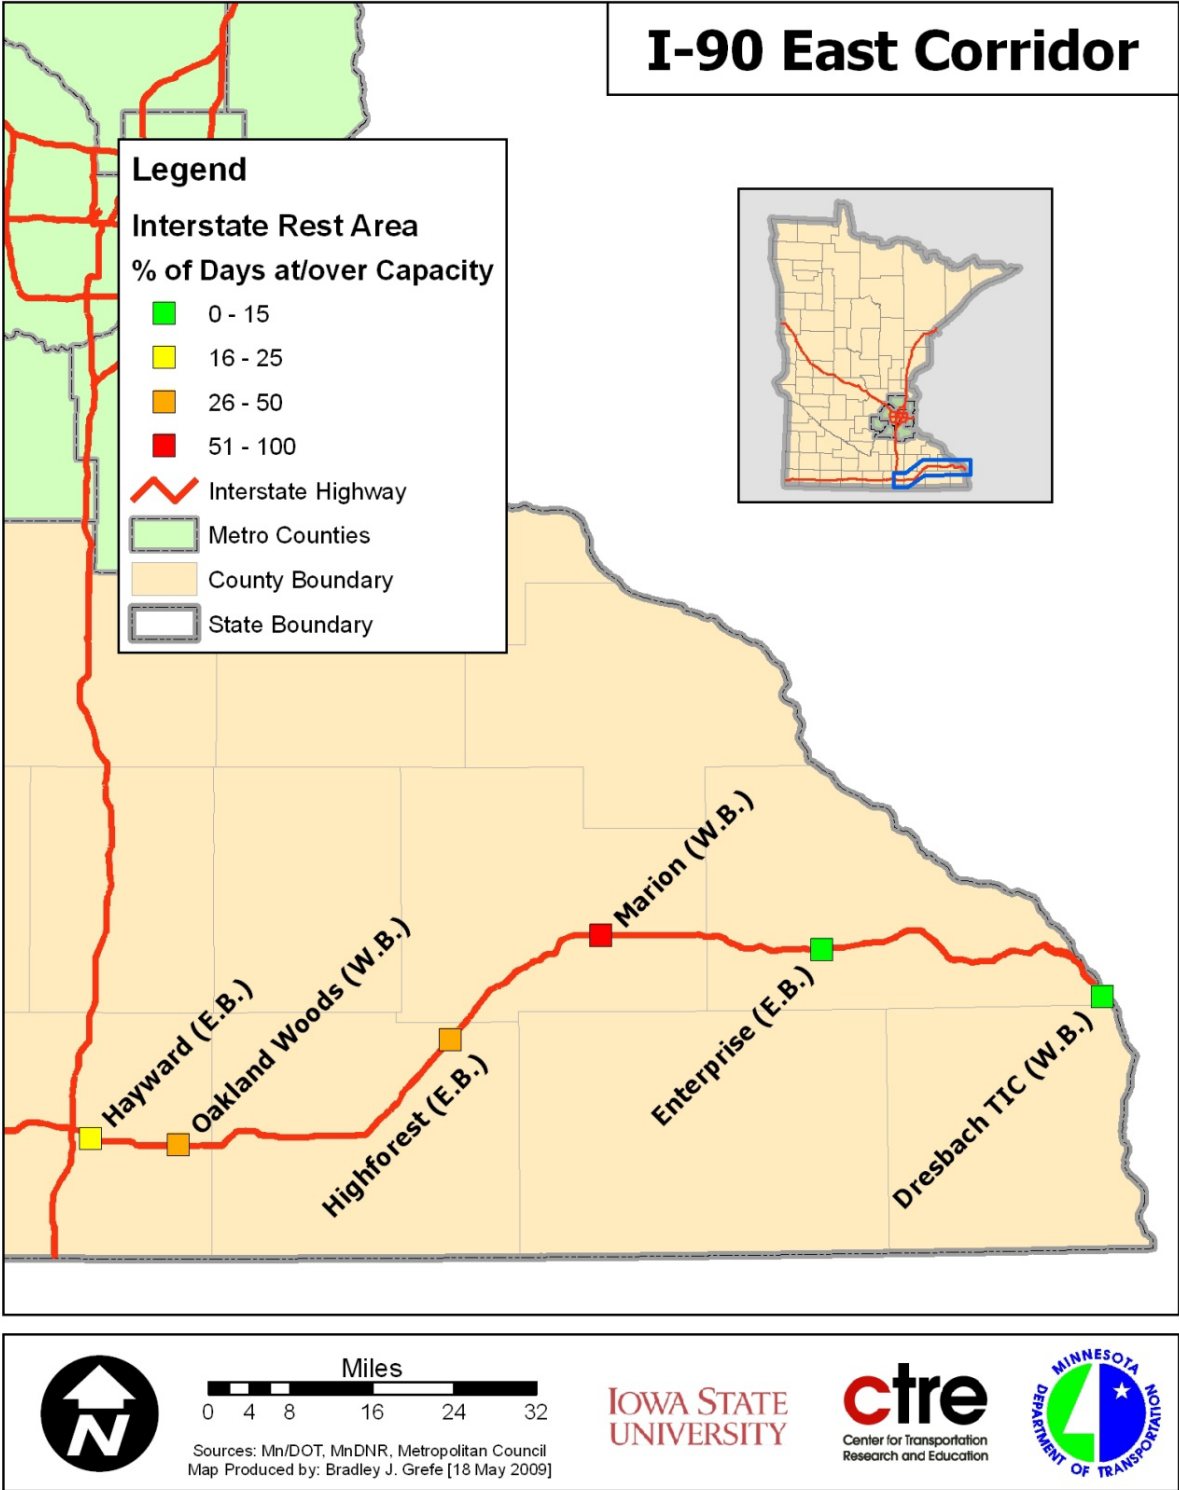 I-90 East Corridor
Legend
Interstate Rest Area
% of Days at/over Capacity
0 - 15
16 - 25
26 - 50
51 - 100
Interstate Highway
Metro Counties
County Boundary
State Boundary
Marion (W.B.)
Oakland Woods (W.B.)
Hayward (E.B.)
Highforest (E.B.)
Enterprise (E.B.)
Dresbach TIC (W.B.)
N
Miles
0 4 8 16 24 32
Sources: Mn/DOT, MnDNR, Metropolitan Council
Map Produced by: Bradley J. Grefe [18 May 2009]
IOWA STATE
UNIVERSITY
ctre
Center for Transportation
Research and Education
MINNESOTA
DEPARTMENT OF TRANSPORTATION